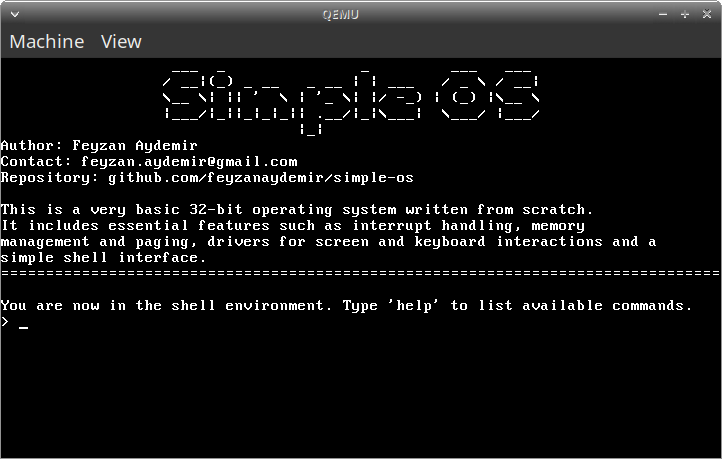 QEMU
Machine View
Simple OS
Author: Feyzan Aydemir
Contact: feyzan.aydemir@gmail.com
Repository: github.com/feyzanaydemir/simple-os
This is a very basic 32-bit operating system written from scratch.
It includes essential features such as interrupt handling, memory
management and paging, drivers for screen and keyboard interactions and a
simple shell interface.
================================================================================
You are now in the shell environment. Type 'help' to list available commands.
> _